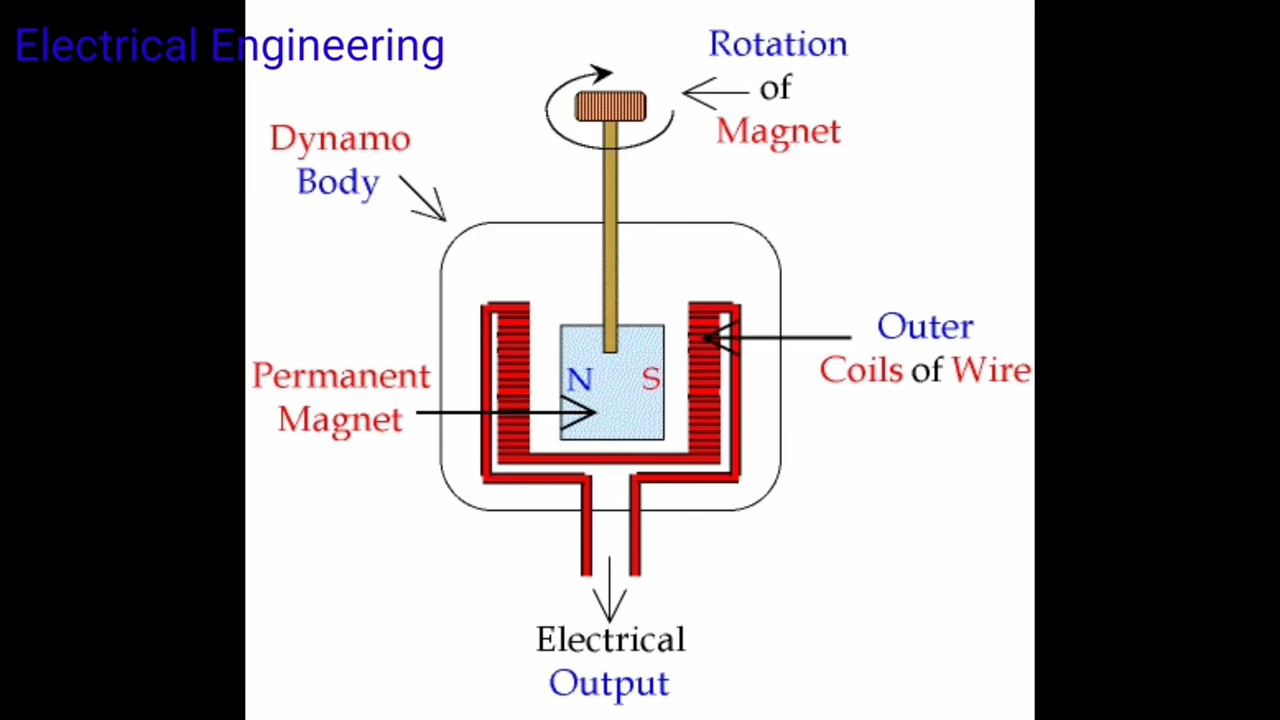 Electrical Engineering
Rotation
of
Magnet
Dynamo
Body
Outer
Coils of Wire
Permanent
Magnet
N S
Electrical
Output